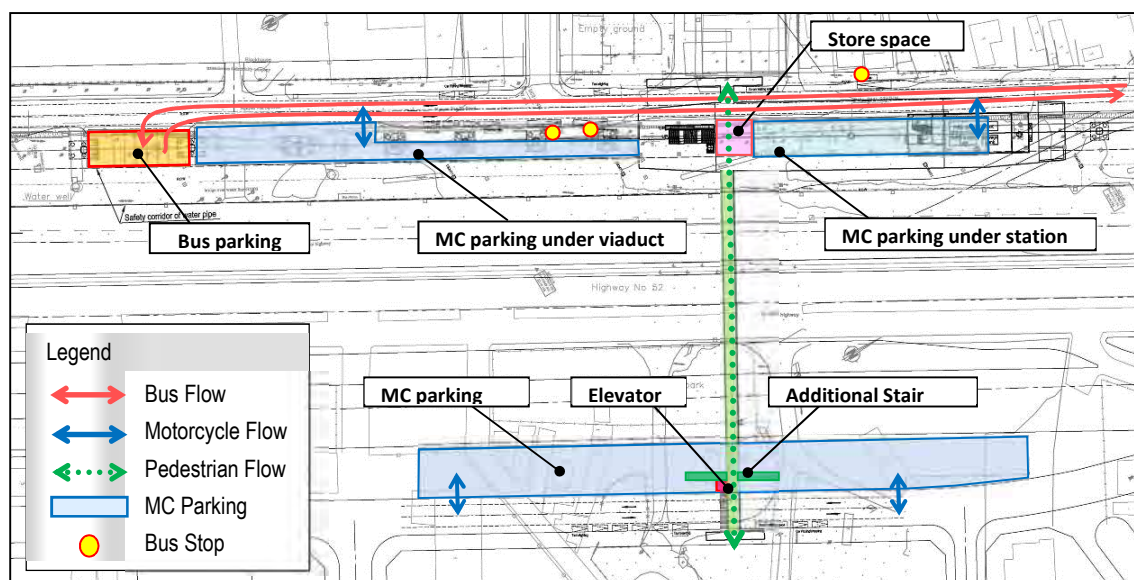 Empty ground
Store space
Water well
Safety corridor of water pipe
Bus parking
MC parking under viaduct
MC parking under station
Highway No 52
Legend
Bus Flow
Motorcycle Flow
Pedestrian Flow
MC Parking
Bus Stop
MC parking
Elevator
Additional Stair